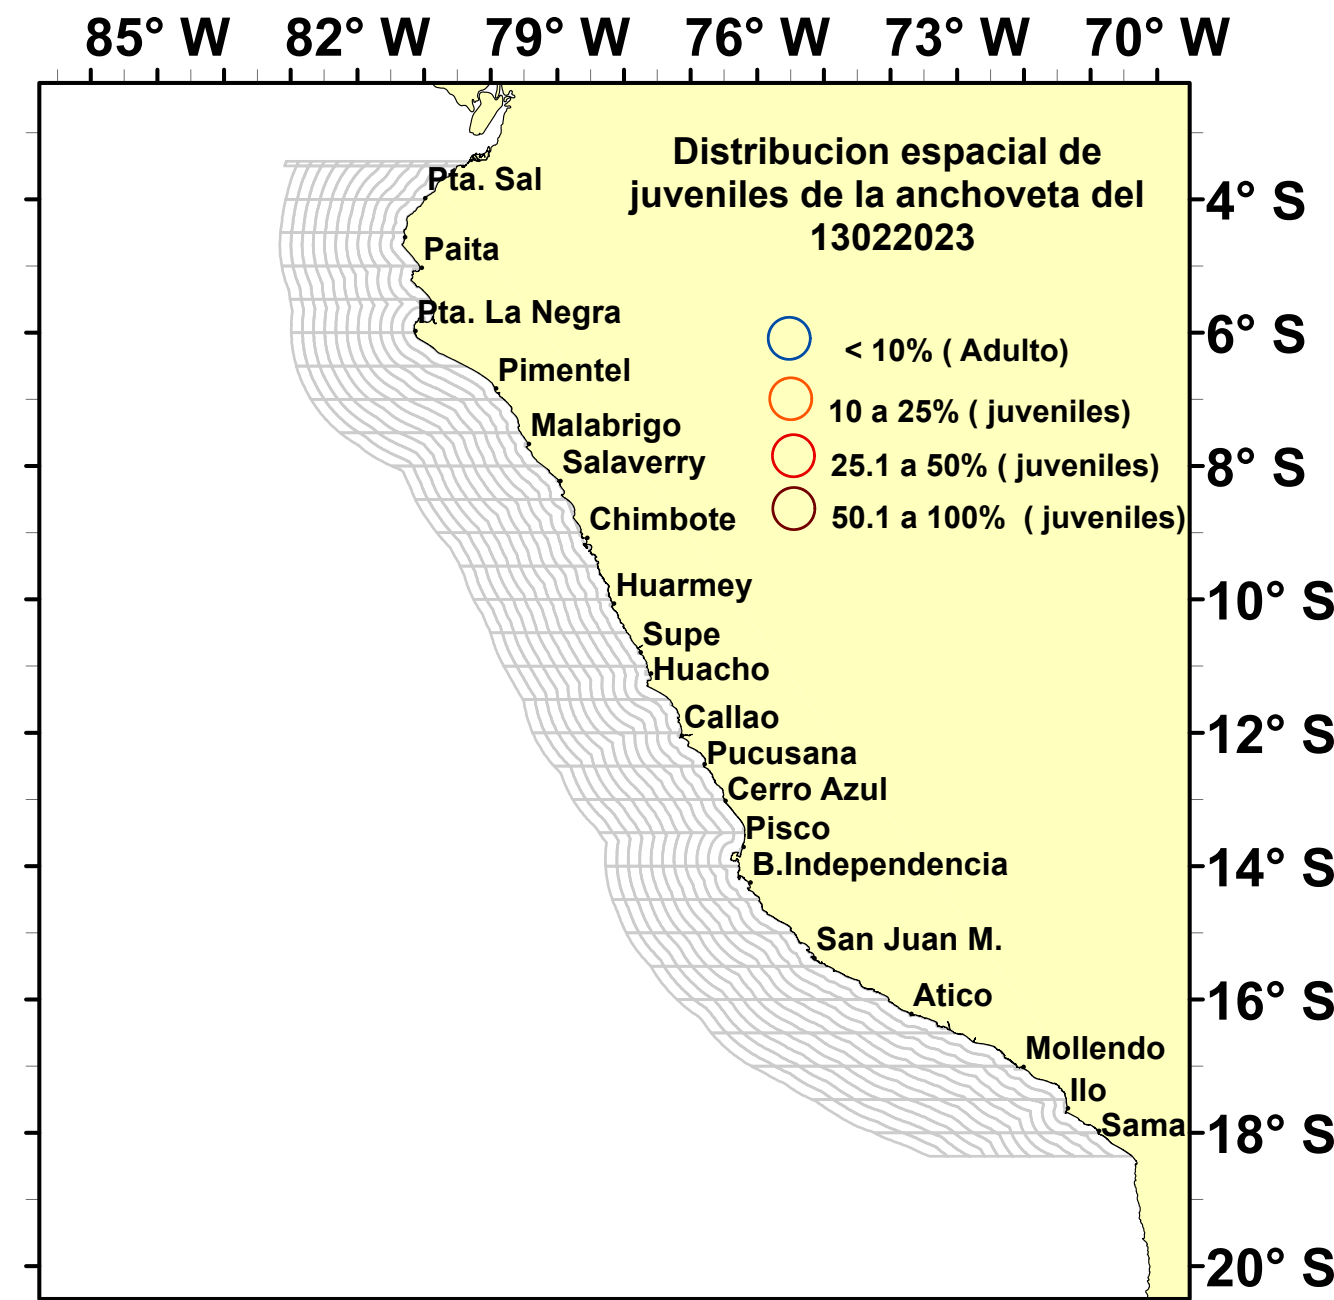 85° W 82° W 79° W 76° W 73° W 70° W
Distribucion espacial de
juveniles de la anchoveta del
13022023
Pta. Sal
4° S
Paita
Pta. La Negra
6° S
< 10% ( Adulto)
Pimentel
10 a 25% ( juveniles)
Malabrigo
Salaverry
25.1 a 50% ( juveniles)
8° S
Chimbote
50.1 a 100% ( juveniles)
Huarmey
10° S
Supe
Huacho
Callao
12° S
Pucusana
Cerro Azul
Pisco
B.Independencia
14° S
San Juan M.
Atico
16° S
Mollendo
Ilo
Sama
18° S
20° S